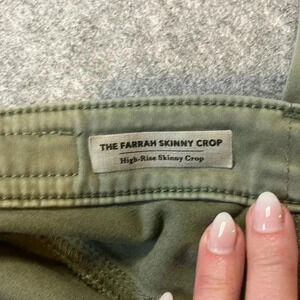 THE FARRAH SKINNY CROP
High-Rise Skinny Crop